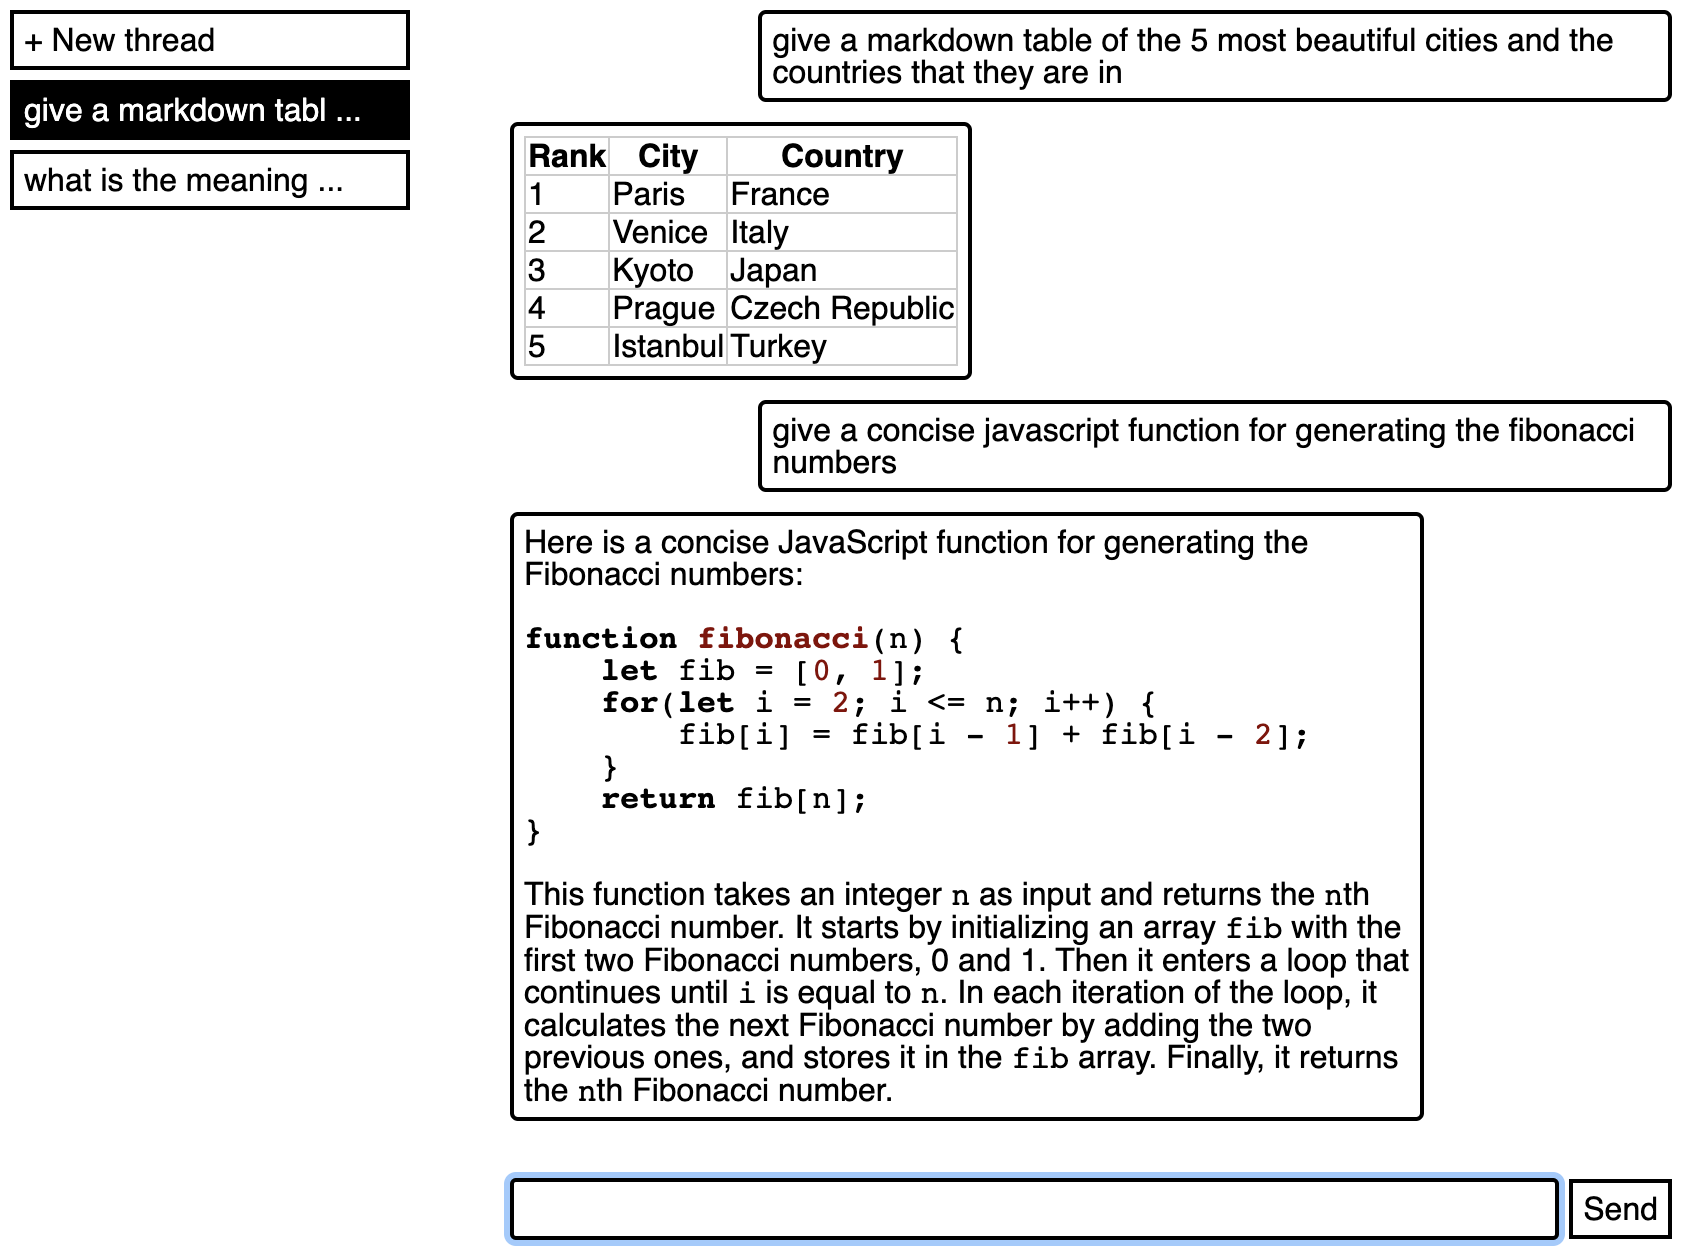 + New thread
give a markdown tabl ...
what is the meaning ...
give a markdown table of the 5 most beautiful cities and the
countries that they are in
Rank City Country
1 Paris France
2 Venice Italy
3 Kyoto Japan
4 Prague Czech Republic
5 Istanbul Turkey
give a concise javascript function for generating the fibonacci
numbers
Here is a concise JavaScript function for generating the
Fibonacci numbers:
function fibonacci(n) {
    let fib = [0, 1];
    for(let i = 2; i <= n; i++) {
        fib[i] = fib[i - 1] + fib[i - 2];
    }
    return fib[n];
}
This function takes an integer n as input and returns the nth
Fibonacci number. It starts by initializing an array fib with the
first two Fibonacci numbers, 0 and 1. Then it enters a loop that
continues until i is equal to n. In each iteration of the loop, it
calculates the next Fibonacci number by adding the two
previous ones, and stores it in the fib array. Finally, it returns
the nth Fibonacci number.
Send